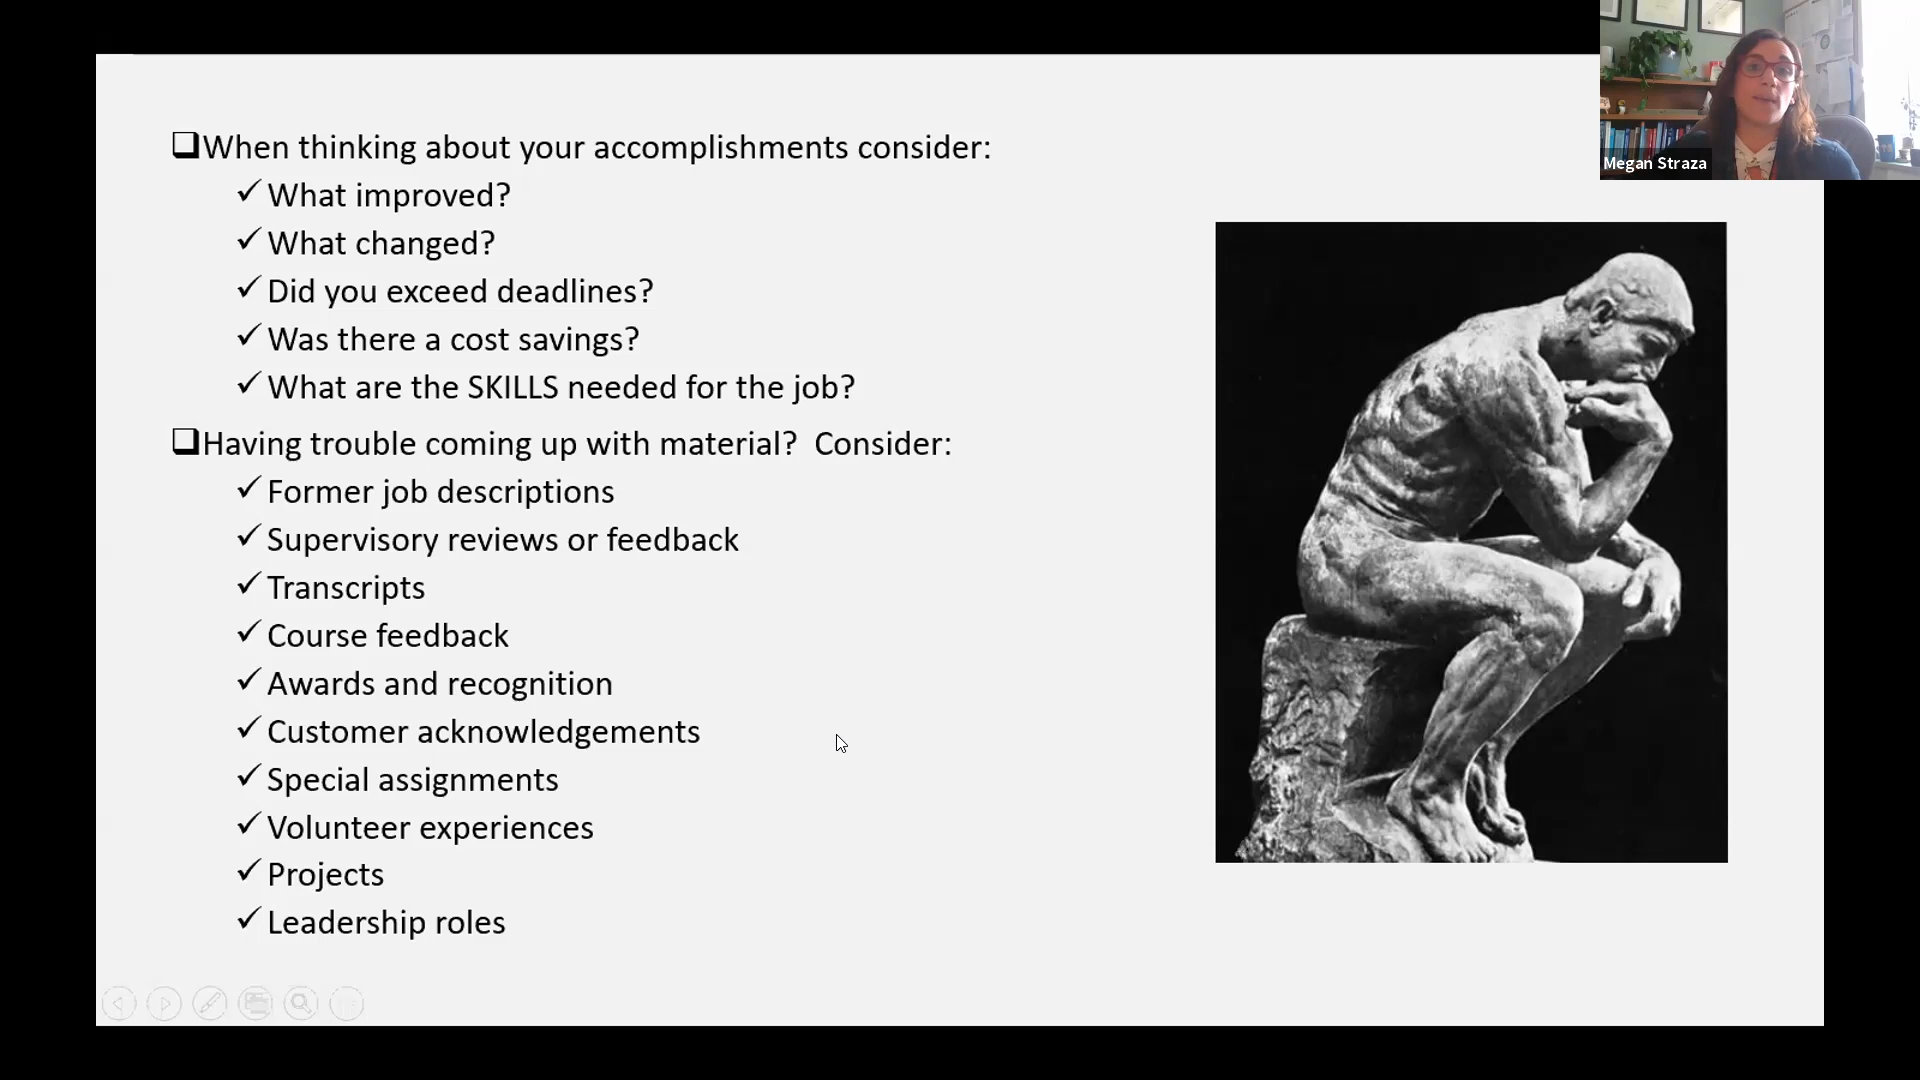 When thinking about your accomplishments consider:
What improved?
What changed?
Did you exceed deadlines?
Was there a cost savings?
What are the SKILLS needed for the job?
Having trouble coming up with material? Consider:
Former job descriptions
Supervisory reviews or feedback
Transcripts
Course feedback
Awards and recognition
Customer acknowledgements
Special assignments
Volunteer experiences
Projects
Leadership roles
Megan Straza